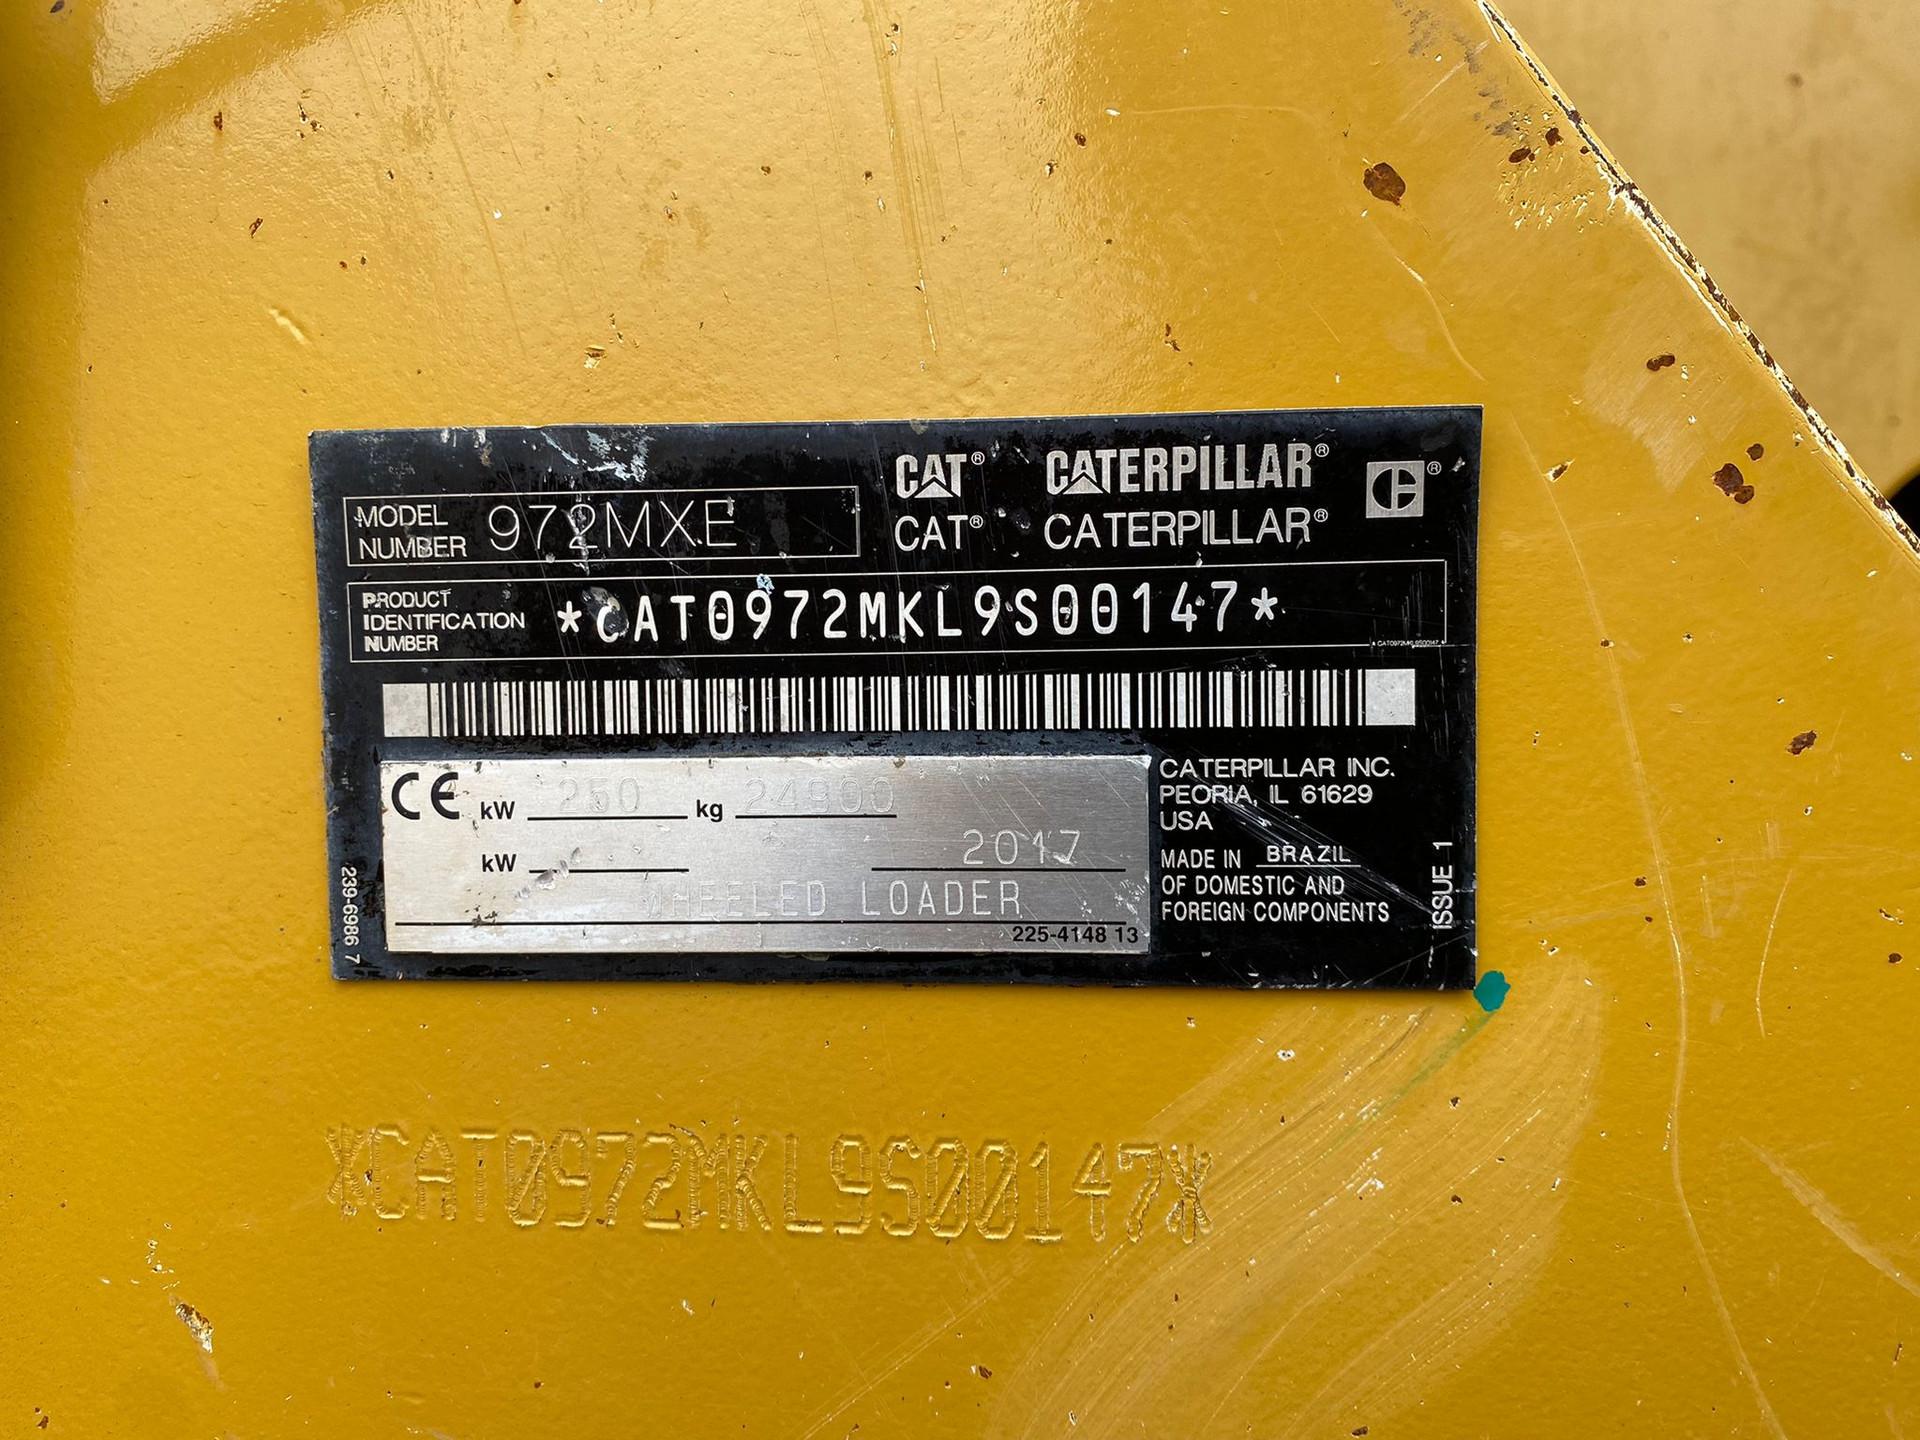 MODEL NUMBER 972MXE
CAT® CATERPILLAR®
CAT® CATERPILLAR®
PRODUCT IDENTIFICATION NUMBER *CAT0972MKL9S00147*
*CAT0972MKL9S00147*
CE kW 250 kg 24900
kW 2017
WHEELED LOADER
225-4148 13
CATERPILLAR INC.
PEORIA, IL 61629
USA
MADE IN BRAZIL
OF DOMESTIC AND
FOREIGN COMPONENTS
239-6986 7
ISSUE 1
*CAT0972MKL9S00147*